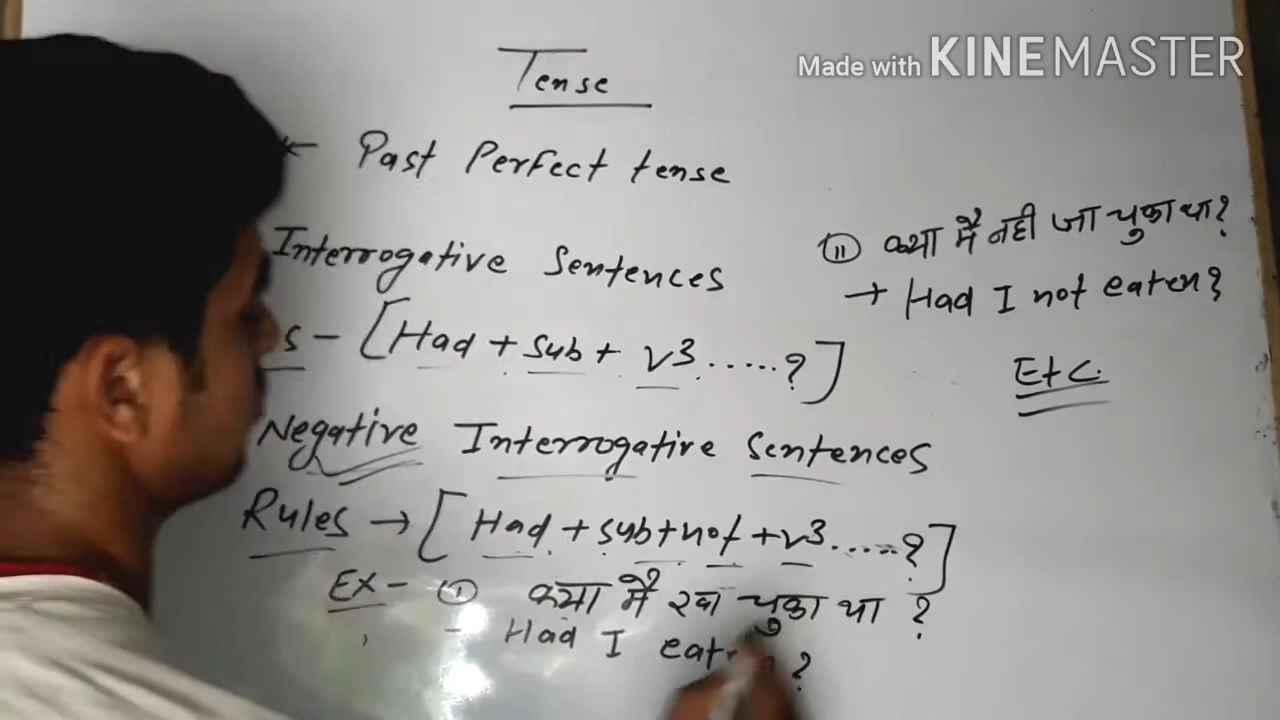 Made with KINEMASTER
Tense
Past Perfect tense
Interrogative Sentences
s - [Had + sub + v3......?]
Negative Interrogative Sentences
Rules → [Had + sub + not + v3.....?]
Ex - (I) क्या मैं खा चुका था ?
- Had I eat ?
(II) क्या मैं नही जा चुका था?
→ Had I not eaten?
Etc.